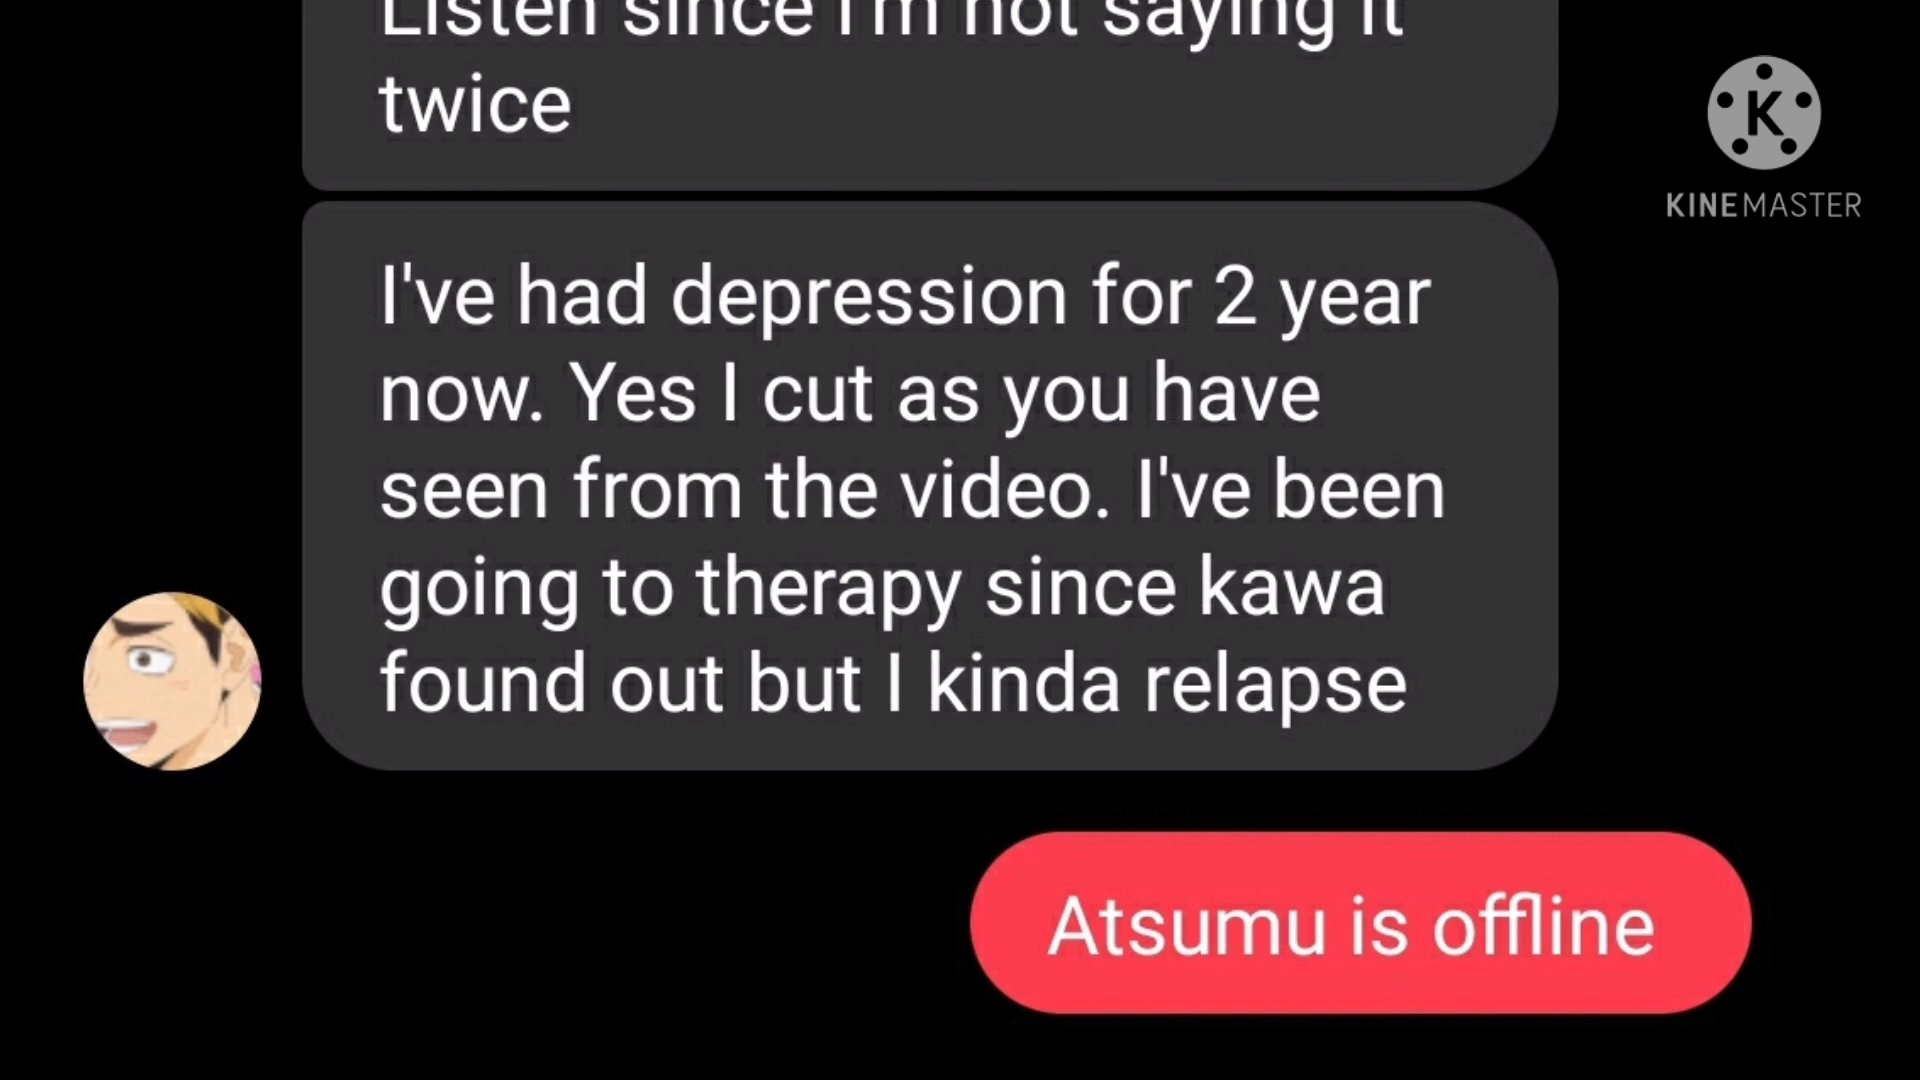 Listen since I'm not saying it
twice
K
KINEMASTER
I've had depression for 2 year
now. Yes I cut as you have
seen from the video. I've been
going to therapy since kawa
found out but I kinda relapse
Atsumu is offline